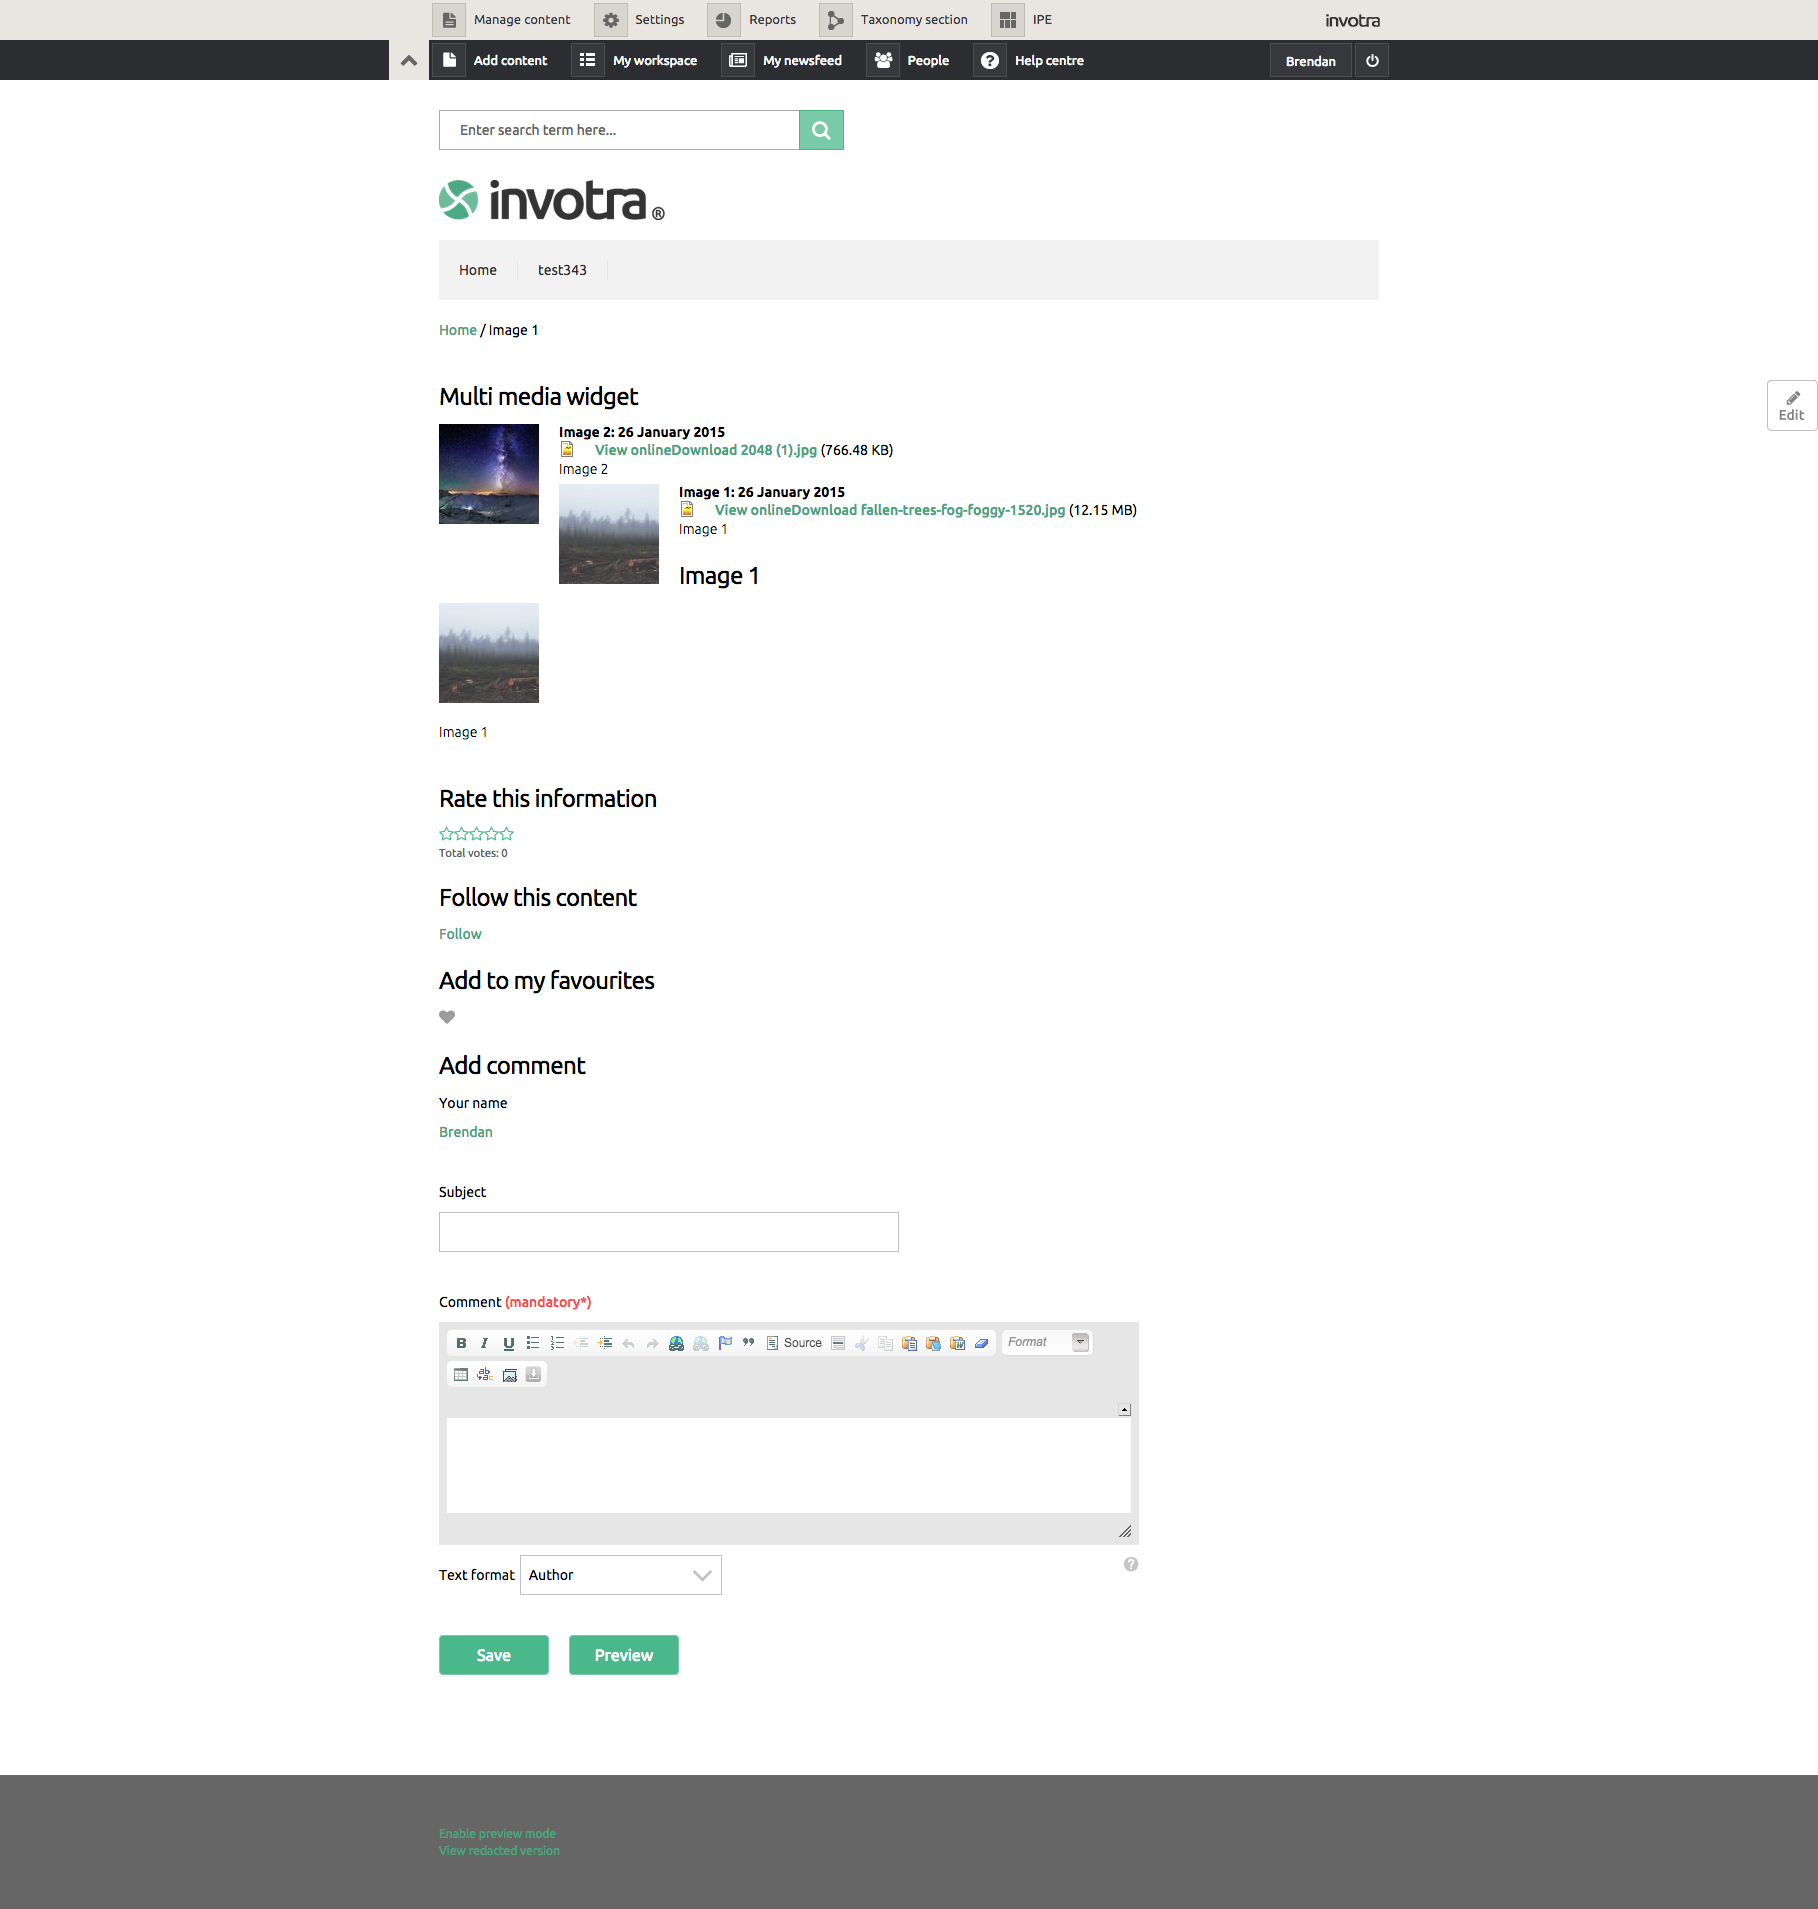 Manage content Settings Reports Taxonomy section IPE invotra
Add content My workspace My newsfeed People Help centre Brendan
Enter search term here...
invotra®
Home test343
Home / Image 1
Edit
Multi media widget
Image 2: 26 January 2015
View onlineDownload 2048 (1).jpg (766.48 KB)
Image 2
Image 1: 26 January 2015
View onlineDownload fallen-trees-fog-foggy-1520.jpg (12.15 MB)
Image 1
Image 1
Image 1
Rate this information
Total votes: 0
Follow this content
Follow
Add to my favourites
Add comment
Your name
Brendan
Subject
Comment (mandatory*)
B I U Source Format
Text format Author
Save Preview
Enable preview mode
View redacted version